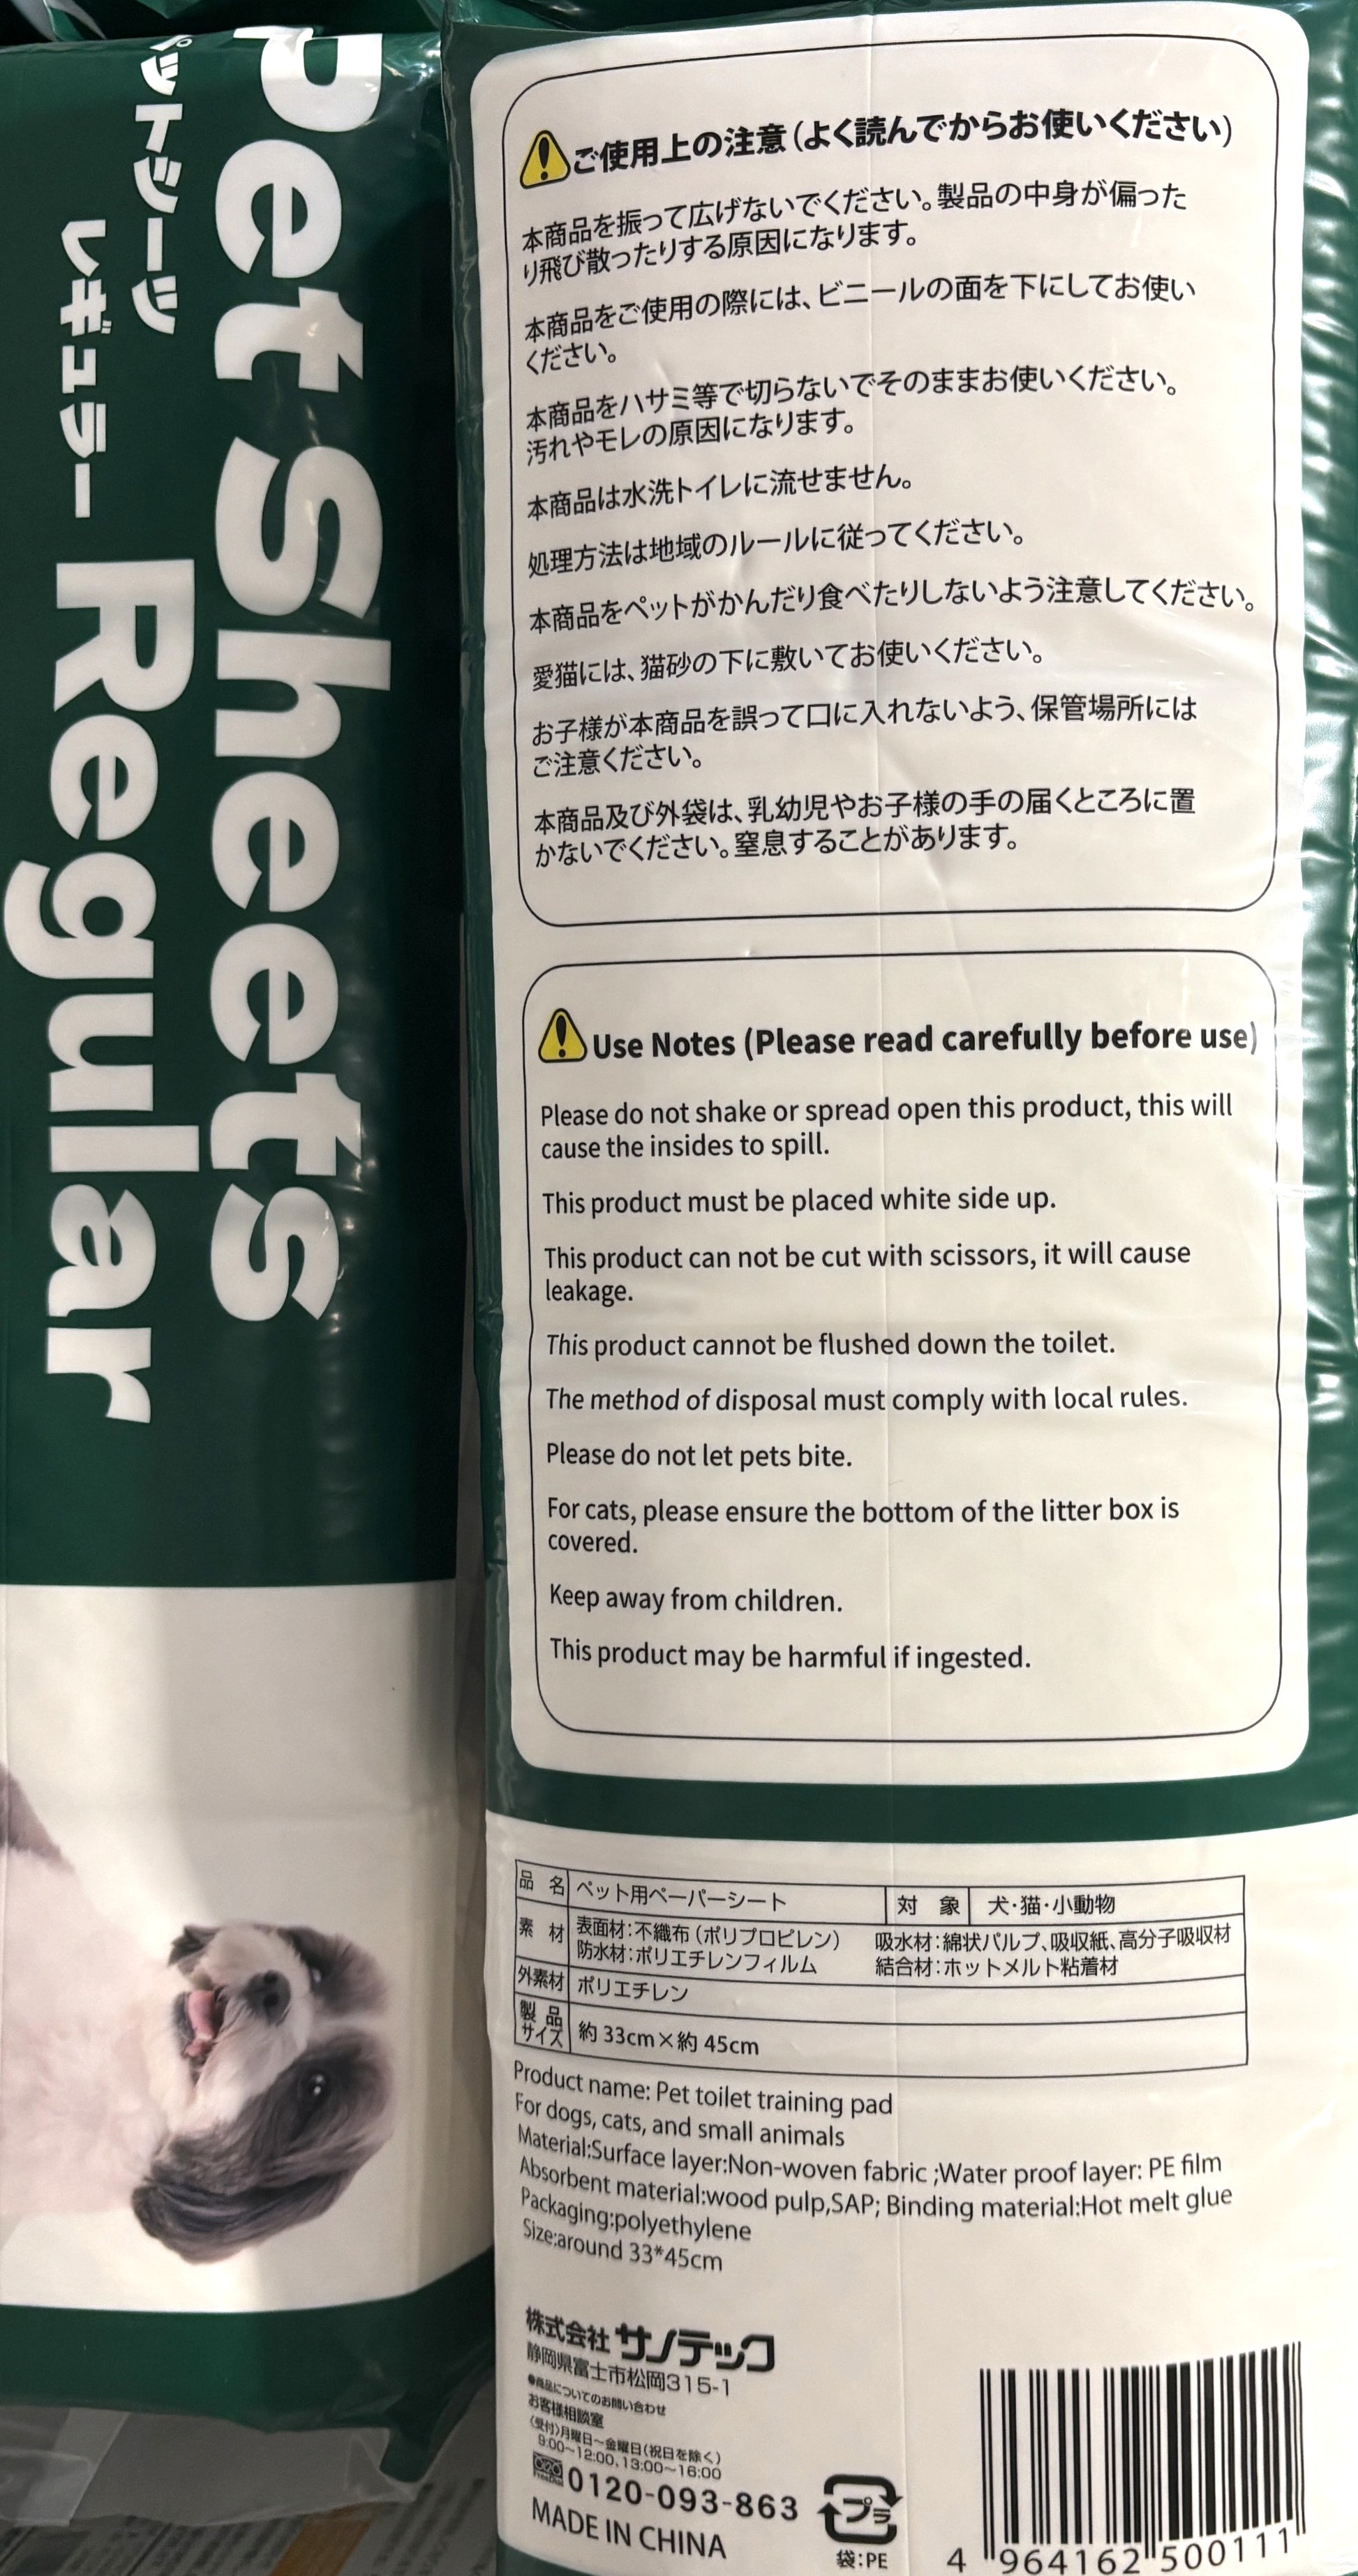 Pet Sheets
ペットシーツ
レギュラー Regular
ご使用上の注意(よく読んでからお使いください)
本商品を振って広げないでください。製品の中身が偏った
り飛び散ったりする原因になります。
本商品をご使用の際には、ビニールの面を下にしてお使い
ください。
本商品をハサミ等で切らないでそのままお使いください。
汚れやモレの原因になります。
本商品は水洗トイレに流せません。
処理方法は地域のルールに従ってください。
本商品をペットがかんだり食べたりしないよう注意してください。
愛猫には、猫砂の下に敷いてお使いください。
お子様が本商品を誤って口に入れないよう、保管場所には
ご注意ください。
本商品及び外袋は、乳幼児やお子様の手の届くところに置
かないでください。窒息することがあります。
Use Notes (Please read carefully before use)
Please do not shake or spread open this product, this will
cause the insides to spill.
This product must be placed white side up.
This product can not be cut with scissors, it will cause
leakage.
This product cannot be flushed down the toilet.
The method of disposal must comply with local rules.
Please do not let pets bite.
For cats, please ensure the bottom of the litter box is
covered.
Keep away from children.
This product may be harmful if ingested.
品 名 ペット用ペーパーシート 対 象 犬・猫・小動物
素 材 表面材:不織布(ポリプロピレン) 吸水材:綿状パルプ、吸収紙、高分子吸収材
防水材:ポリエチレンフィルム 結合材:ホットメルト粘着材
外素材 ポリエチレン
製品サイズ 約 33cm×約 45cm
Product name: Pet toilet training pad
For dogs, cats, and small animals
Material:Surface layer:Non-woven fabric ;Water proof layer: PE film
Absorbent material:wood pulp,SAP; Binding material:Hot melt glue
Packaging:polyethylene
Size:around 33*45cm
株式会社 サノテック
静岡県富士市松岡315-1
●商品についてのお問い合わせ
お客様相談室
〈受付〉月曜日~金曜日(祝日を除く)
9:00~12:00、13:00~16:00
FreeDial 0120-093-863
MADE IN CHINA
プラ
袋:PE
4 964162 500111